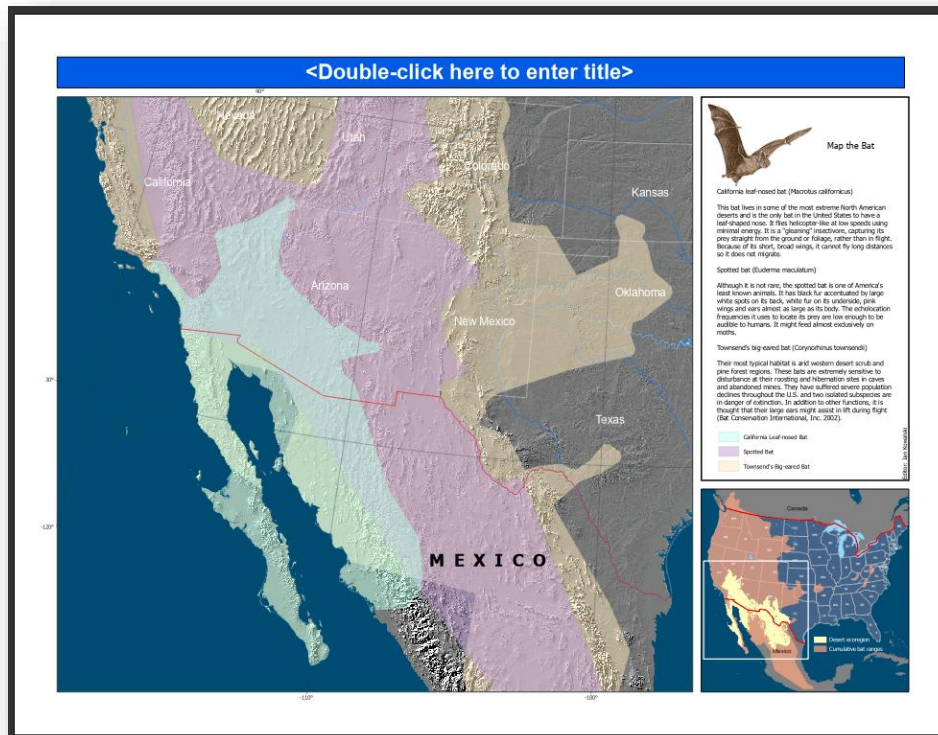 <Double-click here to enter title>
40°
Nevada
Utah
Colorado
California
Kansas
Arizona
Oklahoma
New Mexico
30°
Texas
-120°
MEXICO
-110°
-100°
Map the Bat
California leaf-nosed bat (Macrotus californicus)
This bat lives in some of the most extreme North American
deserts and is the only bat in the United States to have a
leaf-shaped nose. It flies helicopter-like at low speeds using
minimal energy. It is a "gleaning" insectivore, capturing its
prey straight from the ground or foliage, rather than in flight.
Because of its short, broad wings, it cannot fly long distances
so it does not migrate.
Spotted bat (Euderma maculatum)
Although it is not rare, the spotted bat is one of America's
least known animals. It has black fur accentuated by large
white spots on its back, white fur on its underside, pink
wings and ears almost as large as its body. The echolocation
frequencies it uses to locate its prey are low enough to be
audible to humans. It might feed almost exclusively on
moths.
Townsend's big-eared bat (Corynorhinus townsendii)
Their most typical habitat is arid western desert scrub and
pine forest regions. These bats are extremely sensitive to
disturbance at their roosting and hibernation sites in caves
and abandoned mines. They have suffered severe population
declines throughout the U.S. and two isolated subspecies are
in danger of extinction. In addition to other functions, it is
thought that their large ears might assist in lift during flight
(Bat Conservation International, Inc. 2002).
California Leaf-nosed Bat
Spotted Bat
Townsend's Big-eared Bat
Editor: Jan Kowalski
Canada
Mexico
Desert ecoregion
Cumulative bat ranges